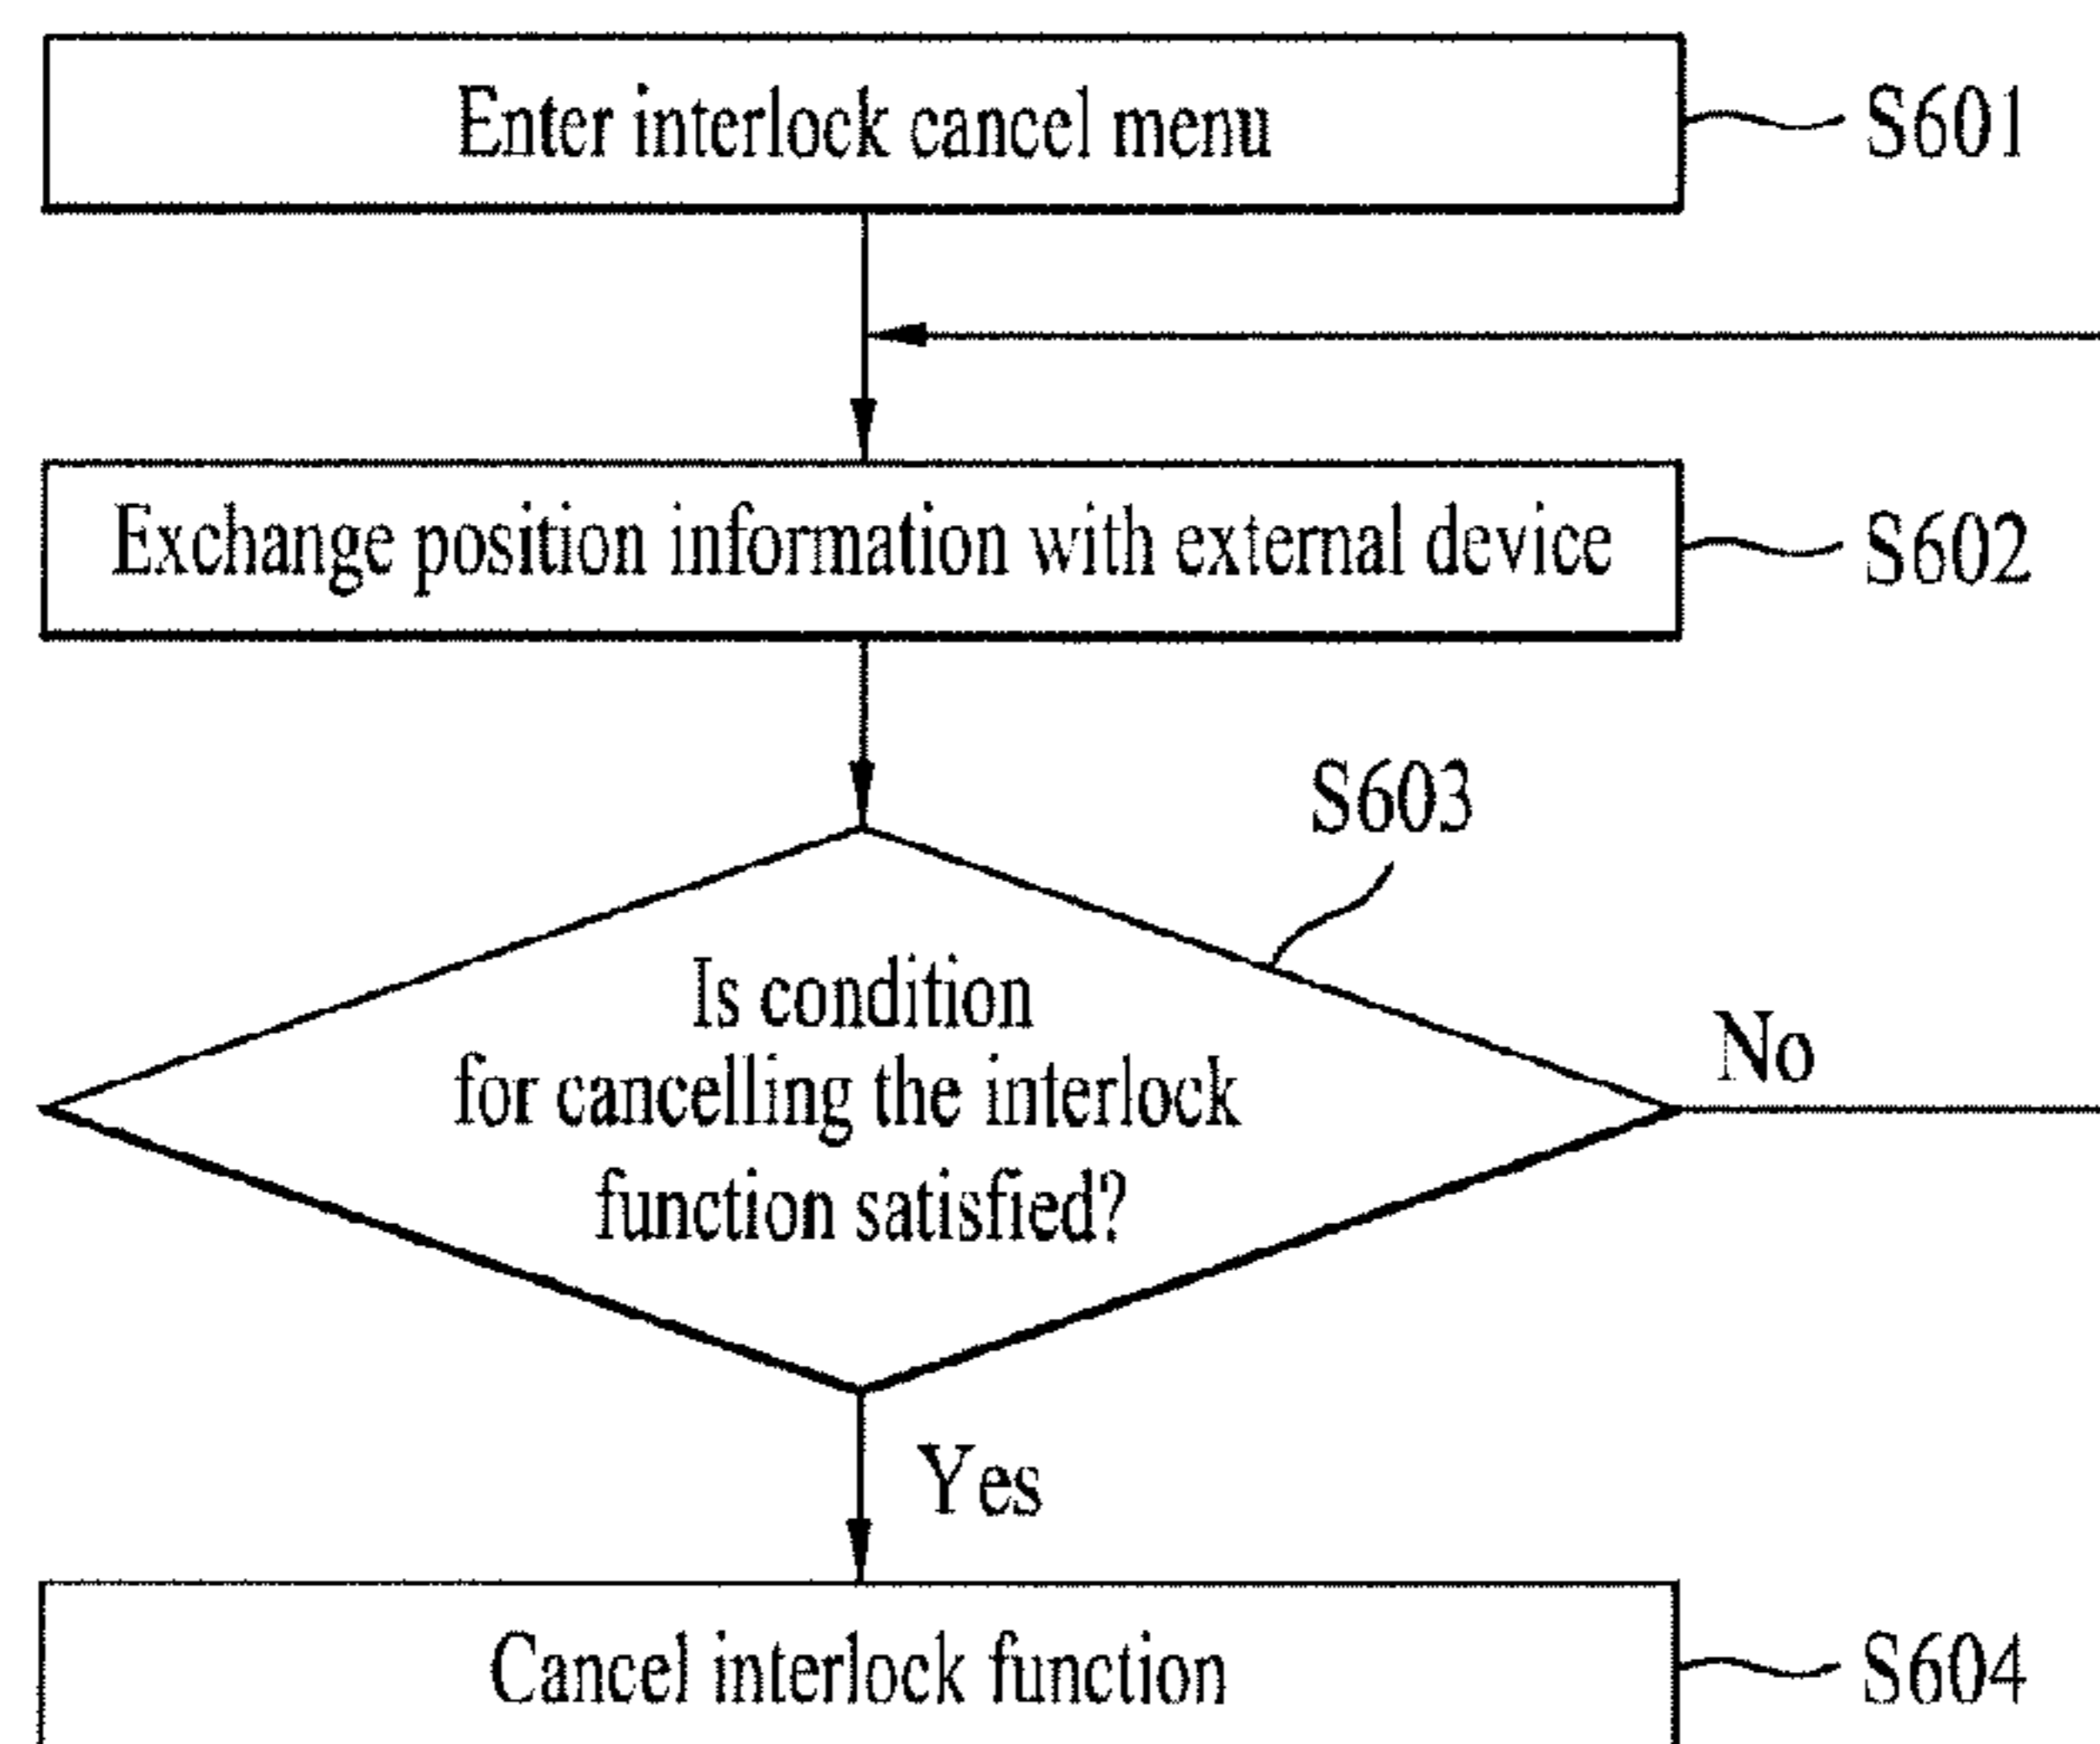 Enter interlock cancel menu
S601
Exchange position information with external device
S602
S603
Is condition
for cancelling the interlock
function satisfied?
No
Yes
Cancel interlock function
S604